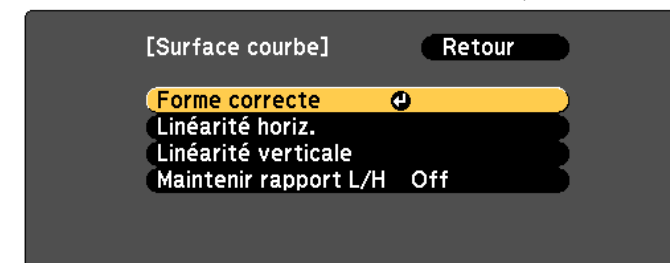 [Surface courbe] Retour
Forme correcte
Linéarité horiz.
Linéarité verticale
Maintenir rapport L/H Off